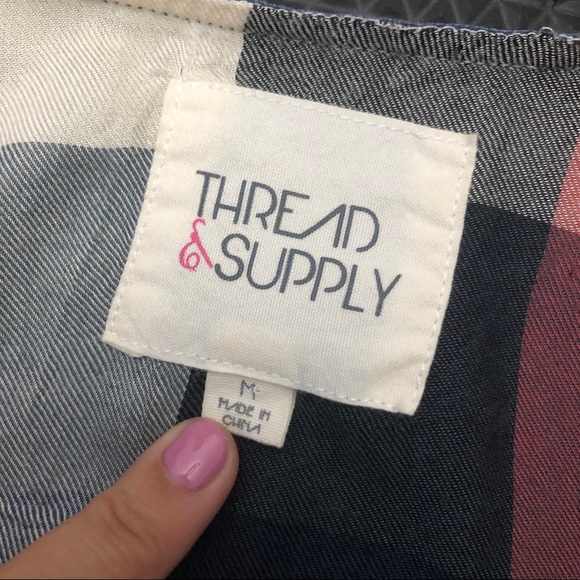 THREAD
& SUPPLY
M
MADE IN
CHINA